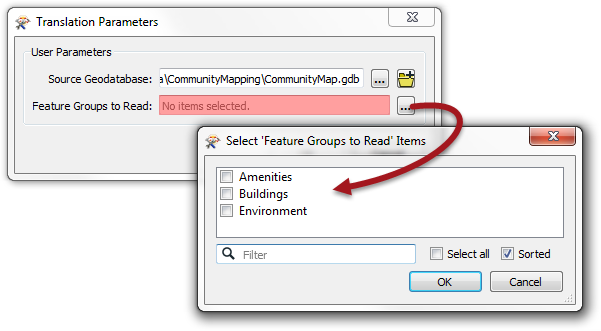 Translation Parameters
User Parameters
Source Geodatabase: a\CommunityMapping\CommunityMap.gdb ...
Feature Groups to Read: No items selected. ...
Select 'Feature Groups to Read' Items
Amenities
Buildings
Environment
Filter Select all Sorted
OK Cancel